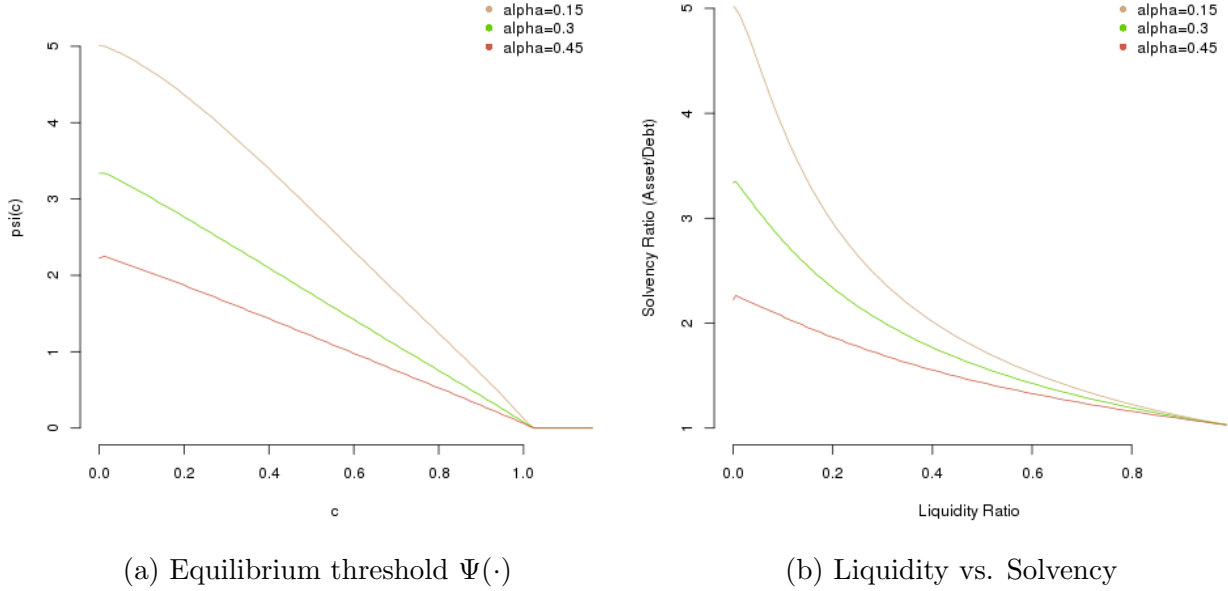 alpha=0.15
alpha=0.3
alpha=0.45
psi(c)
5
4
3
2
1
0
0.0 0.2 0.4 0.6 0.8 1.0
c
(a) Equilibrium threshold Ψ(·)
alpha=0.15
alpha=0.3
alpha=0.45
Solvency Ratio (Asset/Debt)
5
4
3
2
1
0.0 0.2 0.4 0.6 0.8
Liquidity Ratio
(b) Liquidity vs. Solvency